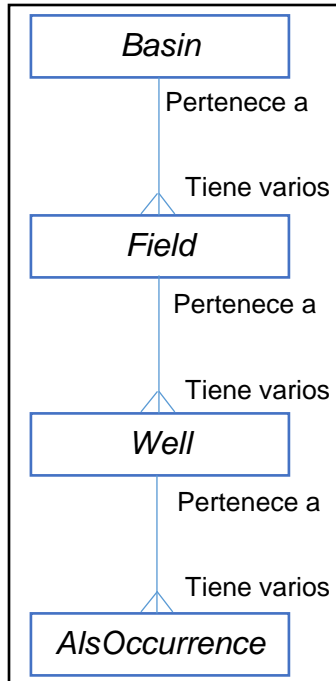 Basin
Pertenece a
Tiene varios
Field
Pertenece a
Tiene varios
Well
Pertenece a
Tiene varios
AlsOccurrence